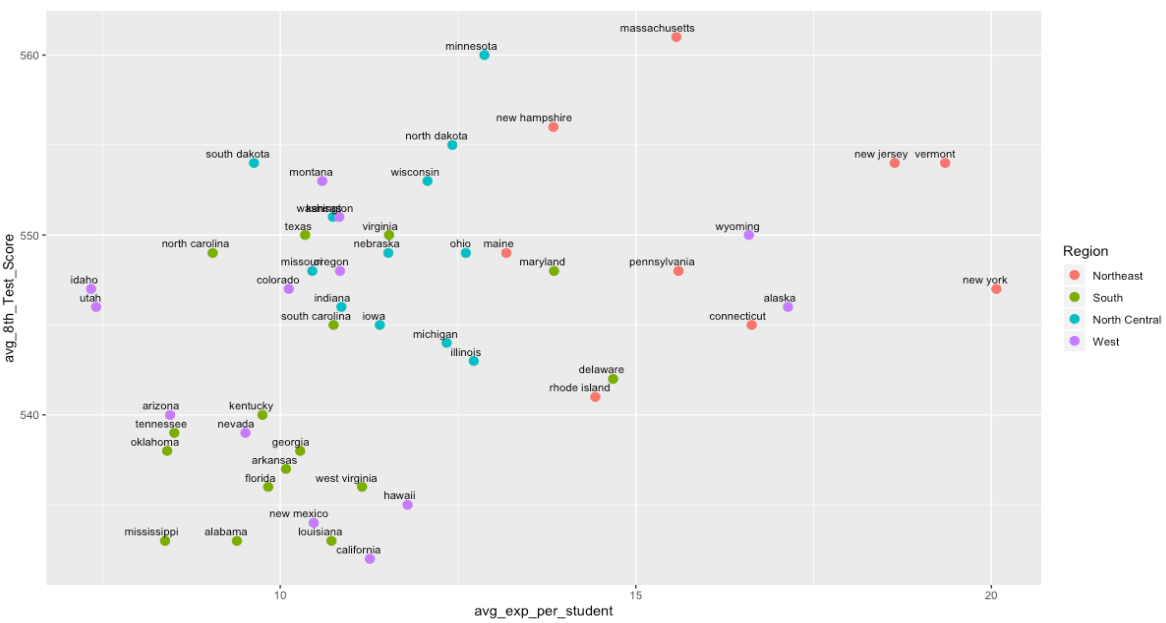 massachusetts
560
minnesota
new hampshire
north dakota
south dakota
new jersey
vermont
montana
wisconsin
washington
kansas
texas
virginia
wyoming
550
north carolina
nebraska
ohio
maine
missouri
oregon
maryland
pennsylvania
idaho
colorado
new york
utah
indiana
alaska
south carolina
iowa
connecticut
michigan
illinois
delaware
rhode island
540
arizona
kentucky
tennessee
nevada
oklahoma
georgia
arkansas
florida
west virginia
hawaii
new mexico
mississippi
alabama
louisiana
california
10
15
20
avg_exp_per_student
avg_8th_Test_Score
Region
Northeast
South
North Central
West